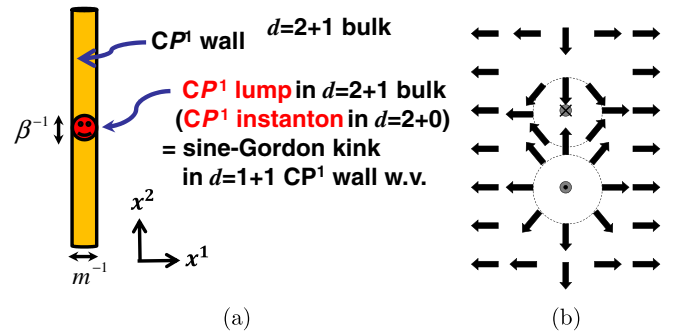 CP¹ wall
d=2+1 bulk
CP¹ lump in d=2+1 bulk
(CP¹ instanton in d=2+0)
= sine-Gordon kink
in d=1+1 CP¹ wall w.v.
β⁻¹
x²
x¹
m⁻¹
(a)
(b)